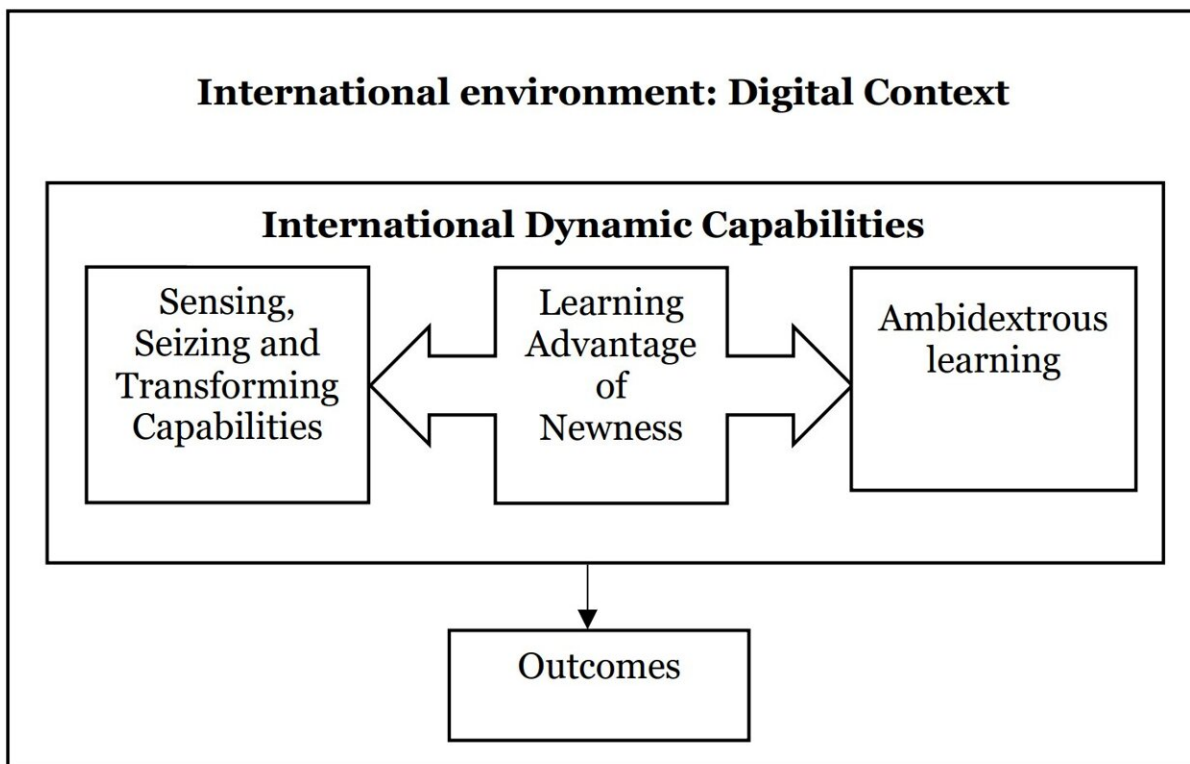 International environment: Digital Context
International Dynamic Capabilities
Sensing,
Seizing and
Transforming
Capabilities
Learning
Advantage
of
Newness
Ambidextrous
learning
Outcomes